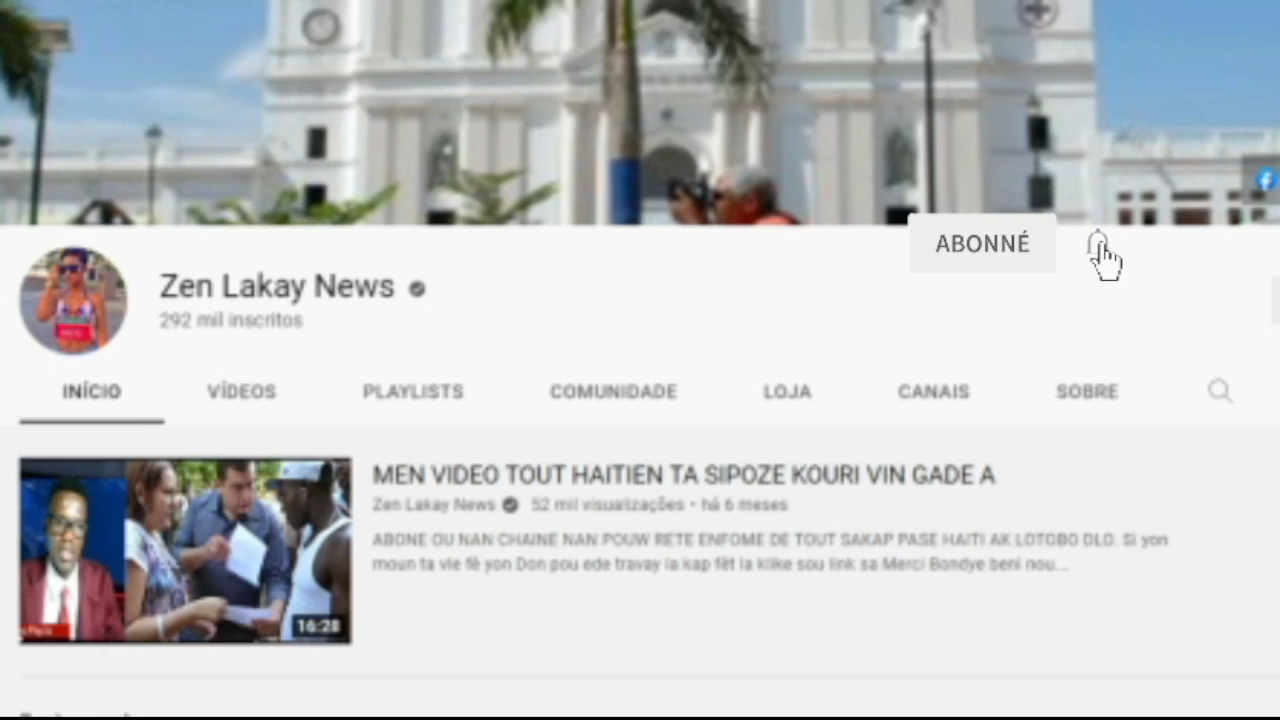 ABONNÉ
Zen Lakay News
292 mil inscritos
INÍCIO VÍDEOS PLAYLISTS COMUNIDADE LOJA CANAIS SOBRE
MEN VIDEO TOUT HAITIEN TA SIPOZE KOURI VIN GADE A
Zen Lakay News 52 mil visualizações • há 6 meses
ABONE OU NAN CHAINE NAN POUW RETE ENFOME DE TOUT SAKAP PASE HAITI AK LOTOBO DLO. Si yon
moun ta vle fè yon Don pou ede travay la kap fèt la klike sou link sa Merci Bondye beni nou...
16:28